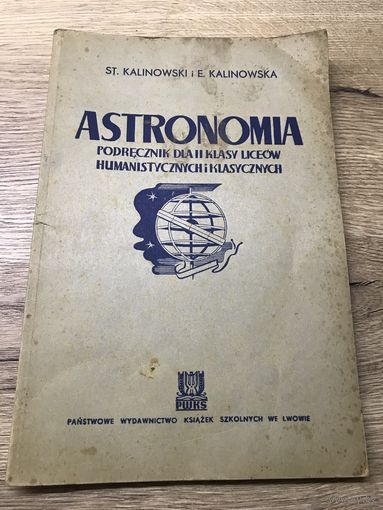 ST. KALINOWSKI i E. KALINOWSKA
ASTRONOMIA
PODRĘCZNIK DLA II KLASY LICEÓW
HUMANISTYCZNYCH i KLASYCZNYCH
PWKS
PAŃSTWOWE WYDAWNICTWO KSIĄŻEK SZKOLNYCH WE LWOWIE